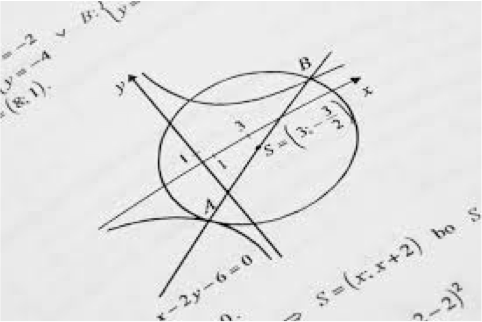 = -2
y = -4
= (8; 1).
∨ B: { y =
y
B
x
3
S = (3; -3/2)
1
1
A
x - 2y - 6 = 0
0.
⇒ S = (x, x + 2) bo S
2 - 2)²